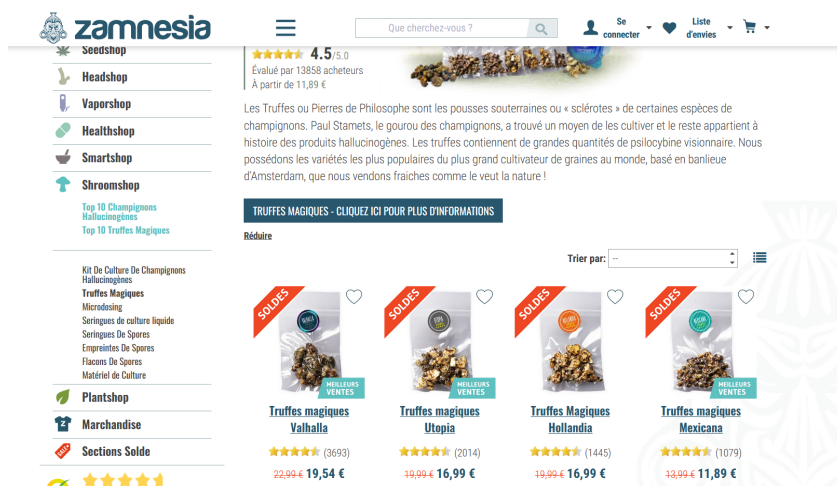 zamnesia
Que cherchez-vous ?
Se
connecter
Liste
d'envies
Seedshop
Headshop
Vaporshop
Healthshop
Smartshop
Shroomshop
Top 10 Champignons
Hallucinogènes
Top 10 Truffes Magiques
Kit De Culture De Champignons
Hallucinogènes
Truffes Magiques
Microdosing
Seringues de culture liquide
Seringues De Spores
Empreintes De Spores
Flacons De Spores
Matériel de Culture
Plantshop
Marchandise
Sections Solde
4.5/5.0
Évalué par 13858 acheteurs
À partir de 11,89 €
Les Truffes ou Pierres de Philosophe sont les pousses souterraines ou « sclérotes » de certaines espèces de
champignons. Paul Stamets, le gourou des champignons, a trouvé un moyen de les cultiver et le reste appartient à
histoire des produits hallucinogènes. Les truffes contiennent de grandes quantités de psilocybine visionnaire. Nous
possédons les variétés les plus populaires du plus grand cultivateur de graines au monde, basé en banlieue
d'Amsterdam, que nous vendons fraiches comme le veut la nature !
TRUFFES MAGIQUES - CLIQUEZ ICI POUR PLUS D'INFORMATIONS
Réduire
Trier par: --
SOLDES
MEILLEURS
VENTES
Truffes magiques
Valhalla
(3693)
22,99 € 19,54 €
SOLDES
MEILLEURS
VENTES
Truffes magiques
Utopia
(2014)
19,99 € 16,99 €
SOLDES
Truffes Magiques
Hollandia
(1445)
19,99 € 16,99 €
SOLDES
MEILLEURS
VENTES
Truffes magiques
Mexicana
(1079)
13,99 € 11,89 €